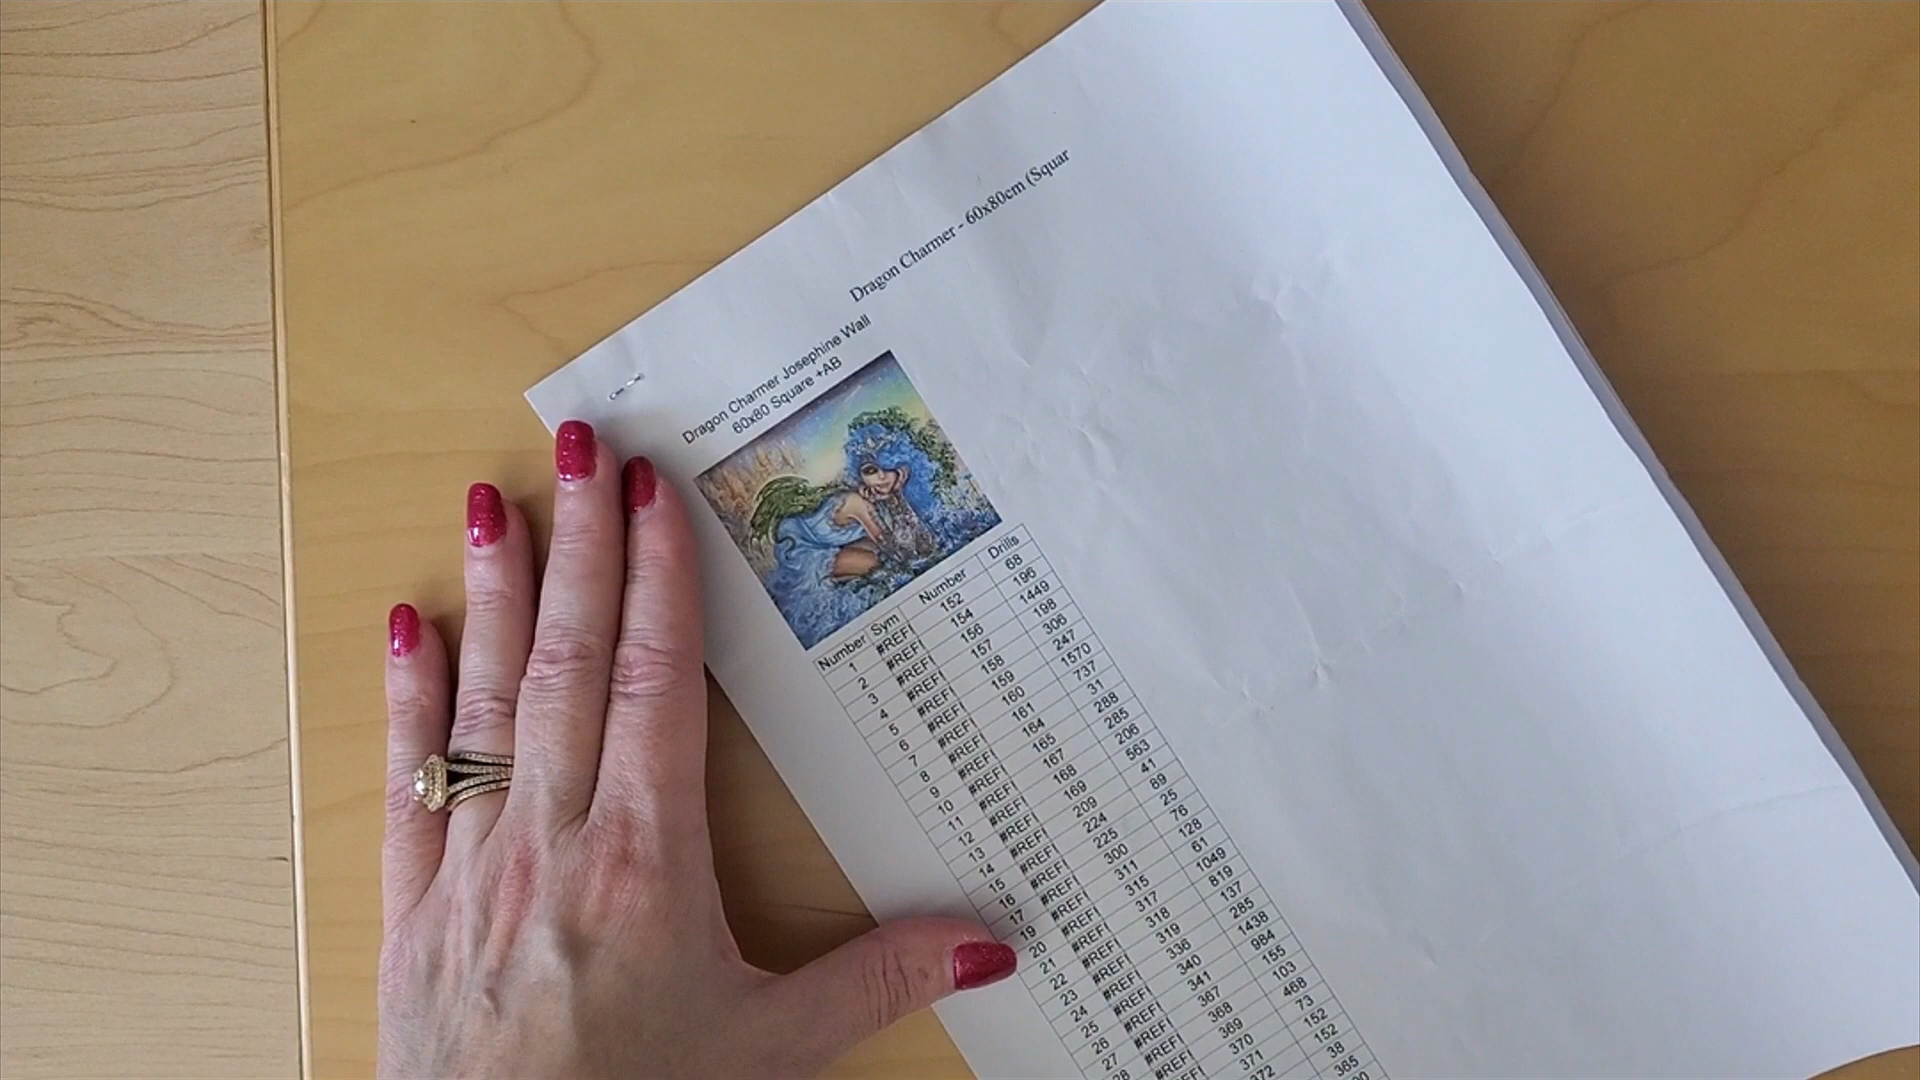 Dragon Charmer - 60x80cm (Squar
Dragon Charmer Josephine Wall
60x80 Square +AB
Number Sym Number Drills
1 #REF! 152 68
2 #REF! 154 196
3 #REF! 156 1449
4 #REF! 157 198
5 #REF! 158 306
6 #REF! 159 247
7 #REF! 160 1570
8 #REF! 161 737
9 #REF! 164 31
10 #REF! 165 288
11 #REF! 167 285
12 #REF! 168 206
13 #REF! 169 563
14 #REF! 209 41
15 #REF! 224 89
16 #REF! 225 25
17 #REF! 300 76
19 #REF! 311 128
20 #REF! 315 61
21 #REF! 317 1049
22 #REF! 318 819
23 #REF! 319 137
24 #REF! 336 285
25 #REF! 340 1438
26 #REF! 341 984
27 #REF! 367 155
28 #REF! 368 103
369 468
370 73
371 152
372 152
38
365